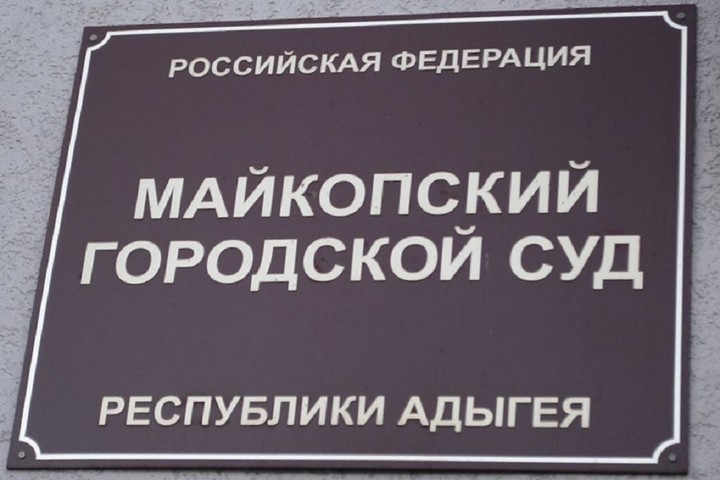 РОССИЙСКАЯ ФЕДЕРАЦИЯ
МАЙКОПСКИЙ
ГОРОДСКОЙ СУД
РЕСПУБЛИКИ АДЫГЕЯ